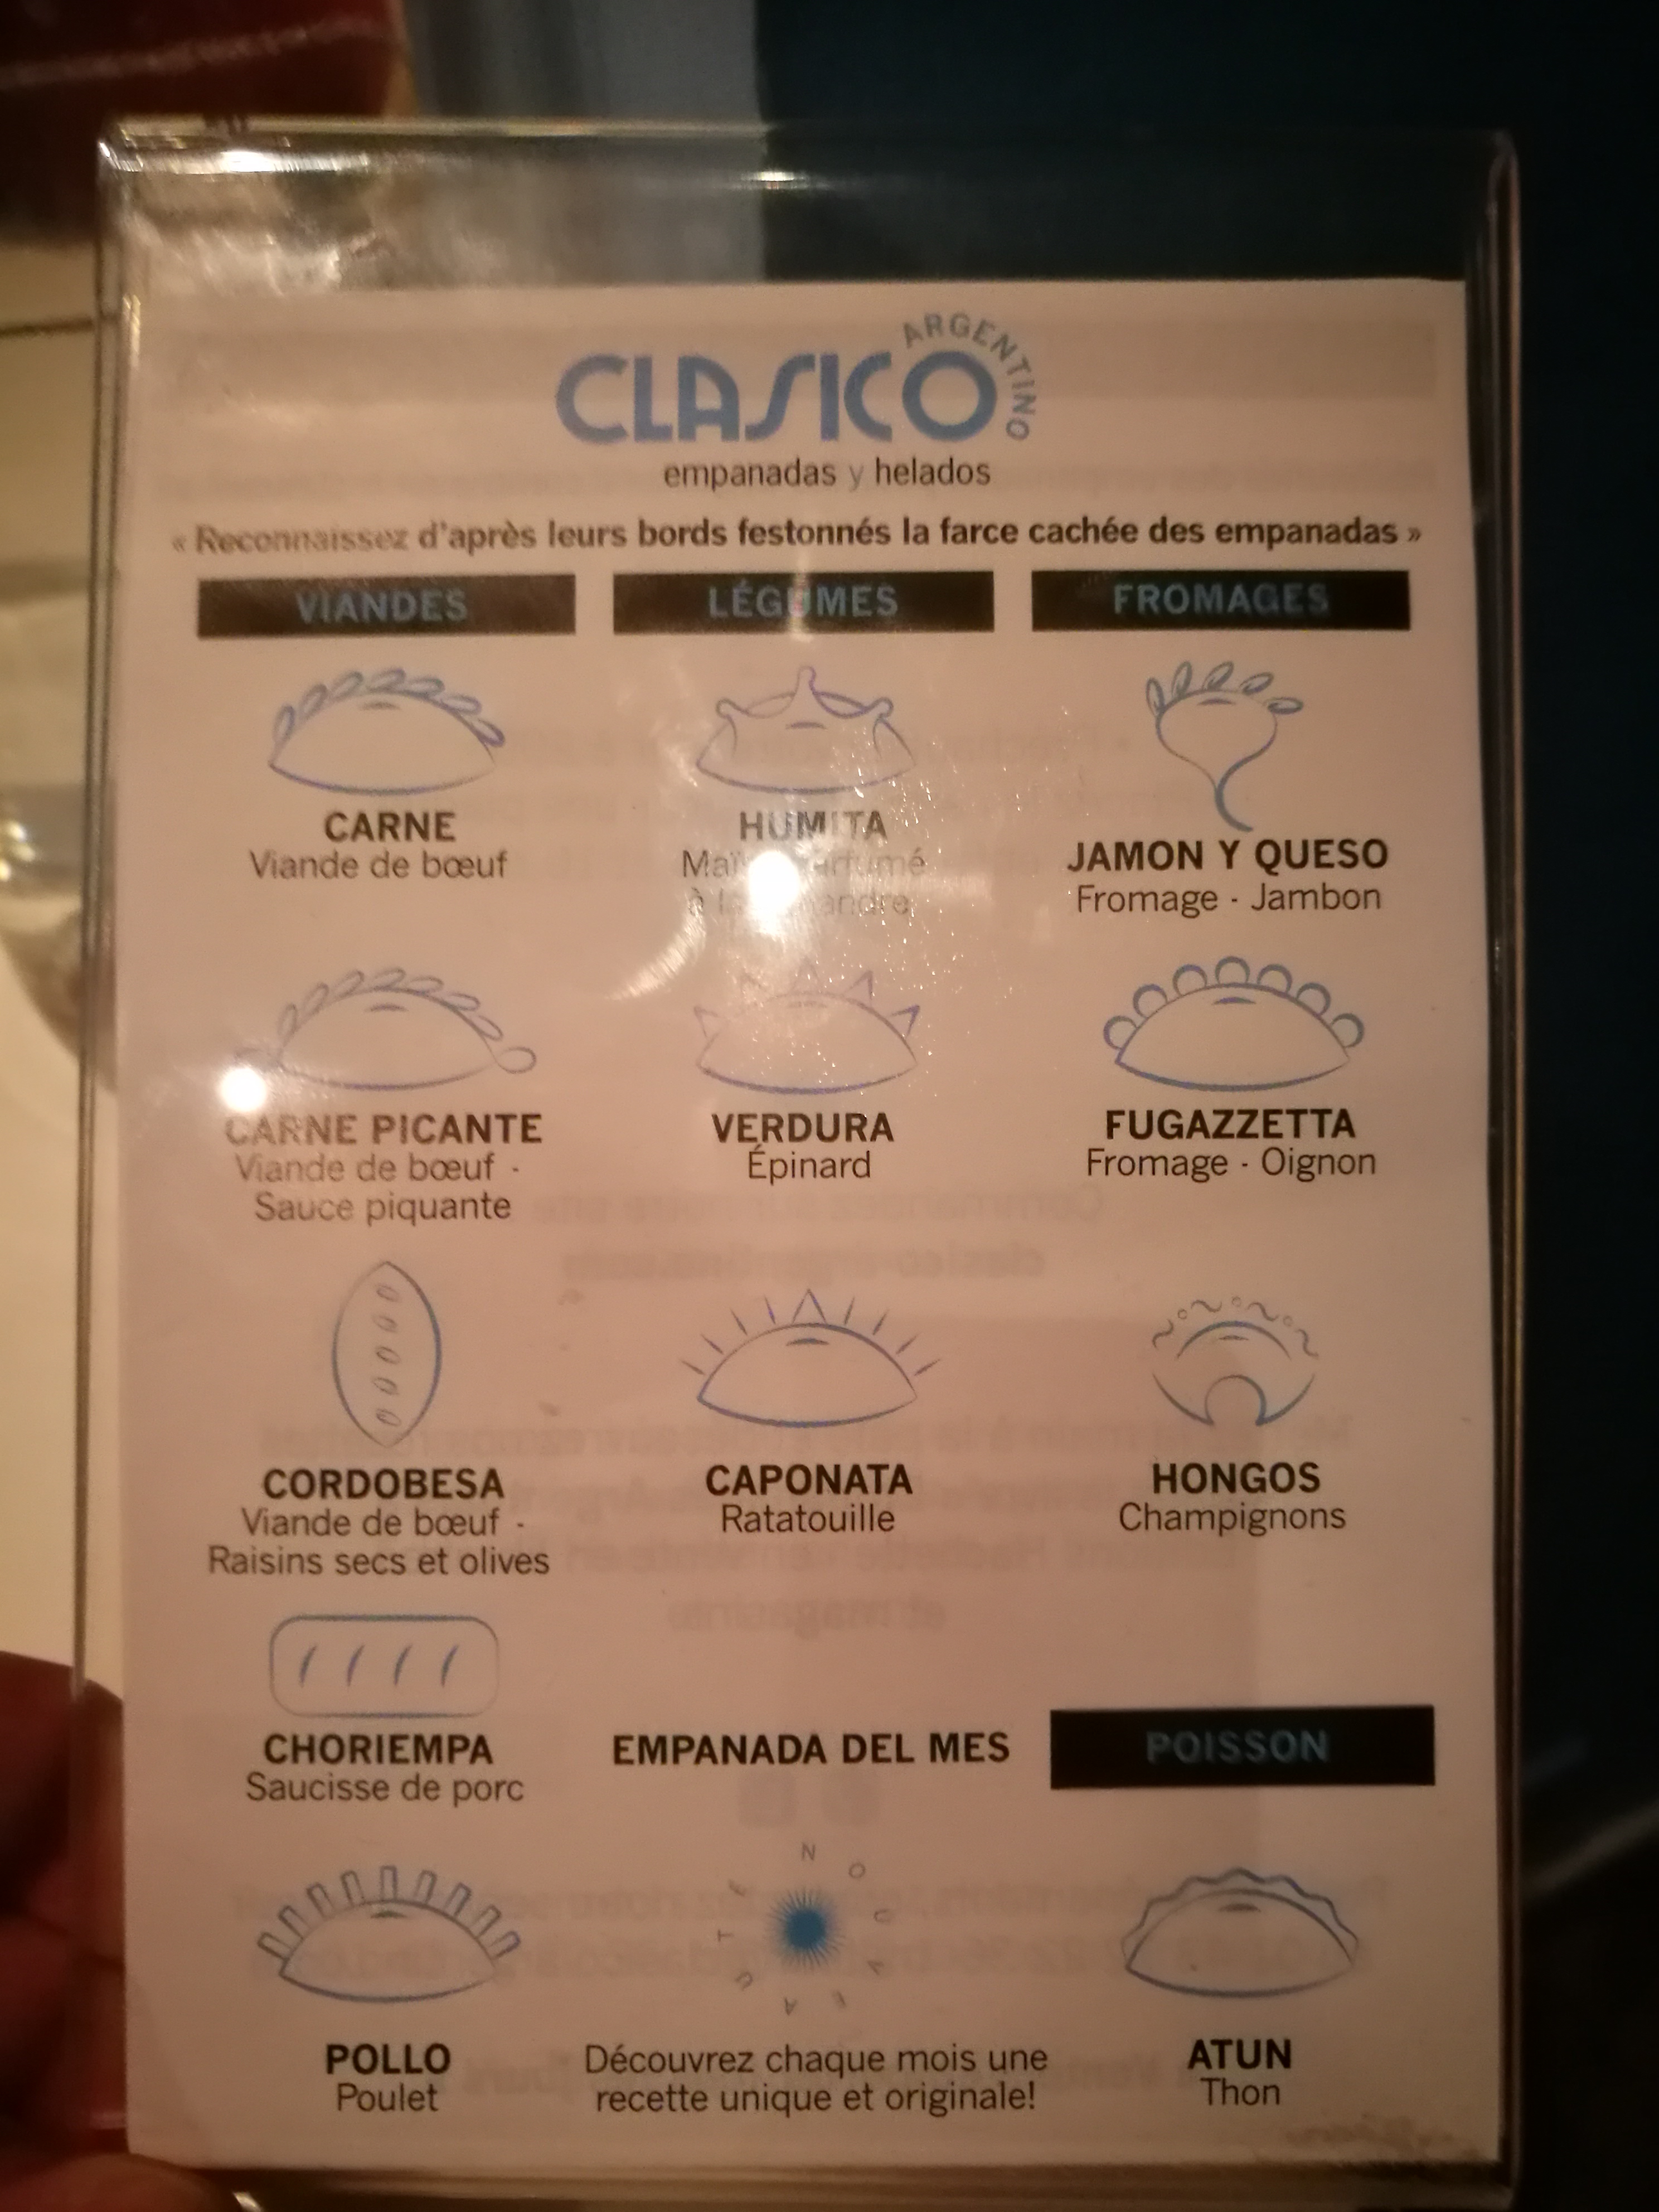 CLASICO ARGENTINO
empanadas y helados
« Reconnaissez d'après leurs bords festonnés la farce cachée des empanadas »
VIANDES
LÉGUMES
FROMAGES
CARNE
Viande de bœuf
HUMITA
JAMON Y QUESO
Fromage - Jambon
CARNE PICANTE
Viande de bœuf -
Sauce piquante
VERDURA
Épinard
FUGAZZETTA
Fromage - Oignon
CORDOBESA
Viande de bœuf -
Raisins secs et olives
CAPONATA
Ratatouille
HONGOS
Champignons
CHORIEMPA
Saucisse de porc
EMPANADA DEL MES
POISSON
POLLO
Poulet
Découvrez chaque mois une
recette unique et originale!
ATUN
Thon